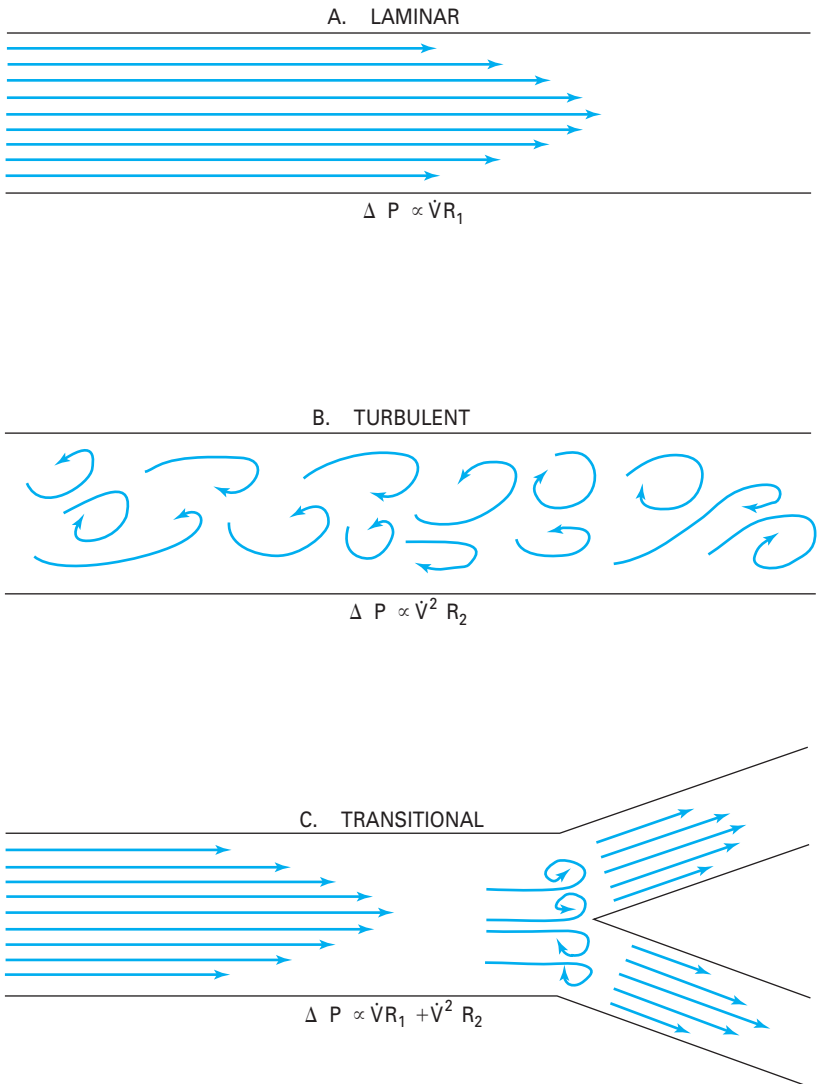 A. LAMINAR
Δ P ∝ V̇R₁
B. TURBULENT
Δ P ∝ V̇² R₂
C. TRANSITIONAL
Δ P ∝ V̇R₁ + V̇² R₂